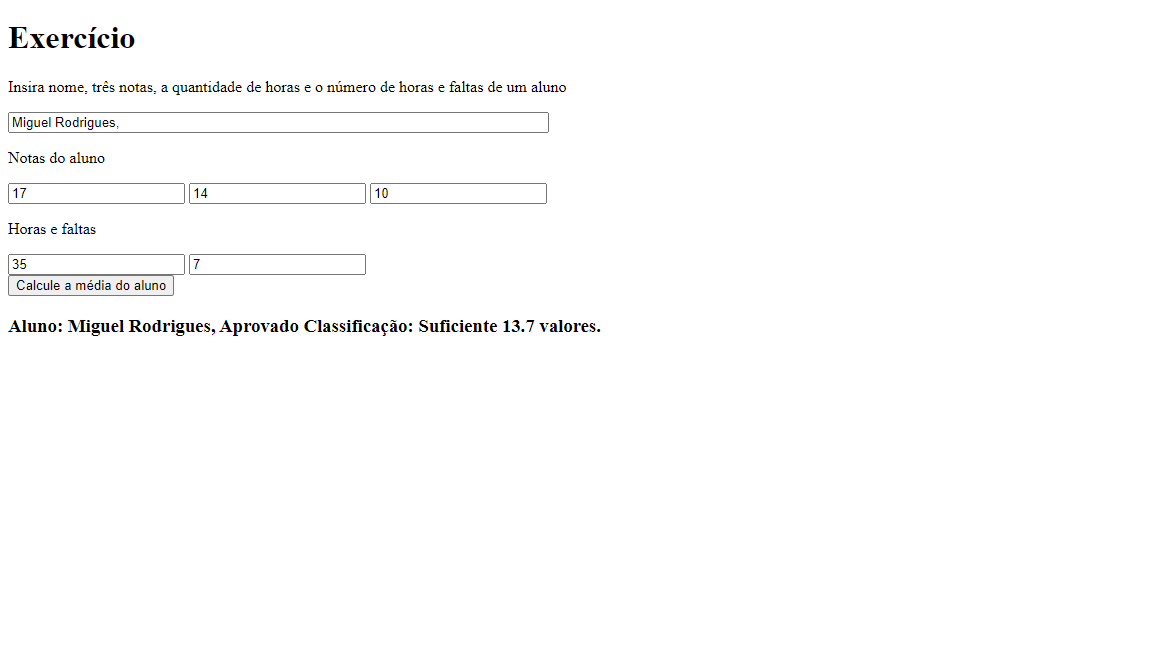 Exercício
Insira nome, três notas, a quantidade de horas e o número de horas e faltas de um aluno
Miguel Rodrigues,
Notas do aluno
17 14 10
Horas e faltas
35 7
Calcule a média do aluno
Aluno: Miguel Rodrigues, Aprovado Classificação: Suficiente 13.7 valores.